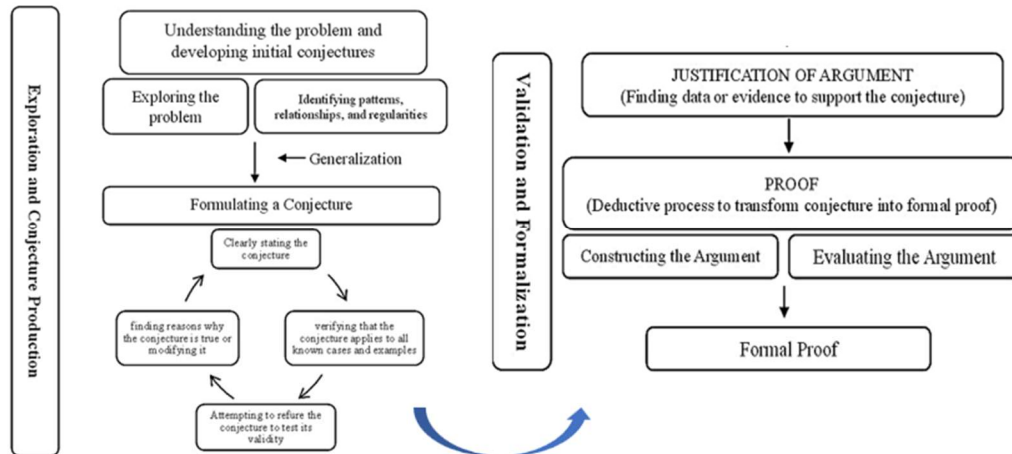 Exploration and Conjecture Production
Understanding the problem and
developing initial conjectures
Exploring the
problem
Identifying patterns,
relationships, and regularities
Generalization
Formulating a Conjecture
Clearly stating the
conjecture
finding reasons why
the conjecture is true or
modifying it
verifying that the
conjecture applies to all
known cases and examples
Attempting to refure the
conjecture to test its
validity
Validation and Formalization
JUSTIFICATION OF ARGUMENT
(Finding data or evidence to support the conjecture)
PROOF
(Deductive process to transform conjecture into formal proof)
Constructing the Argument
Evaluating the Argument
Formal Proof